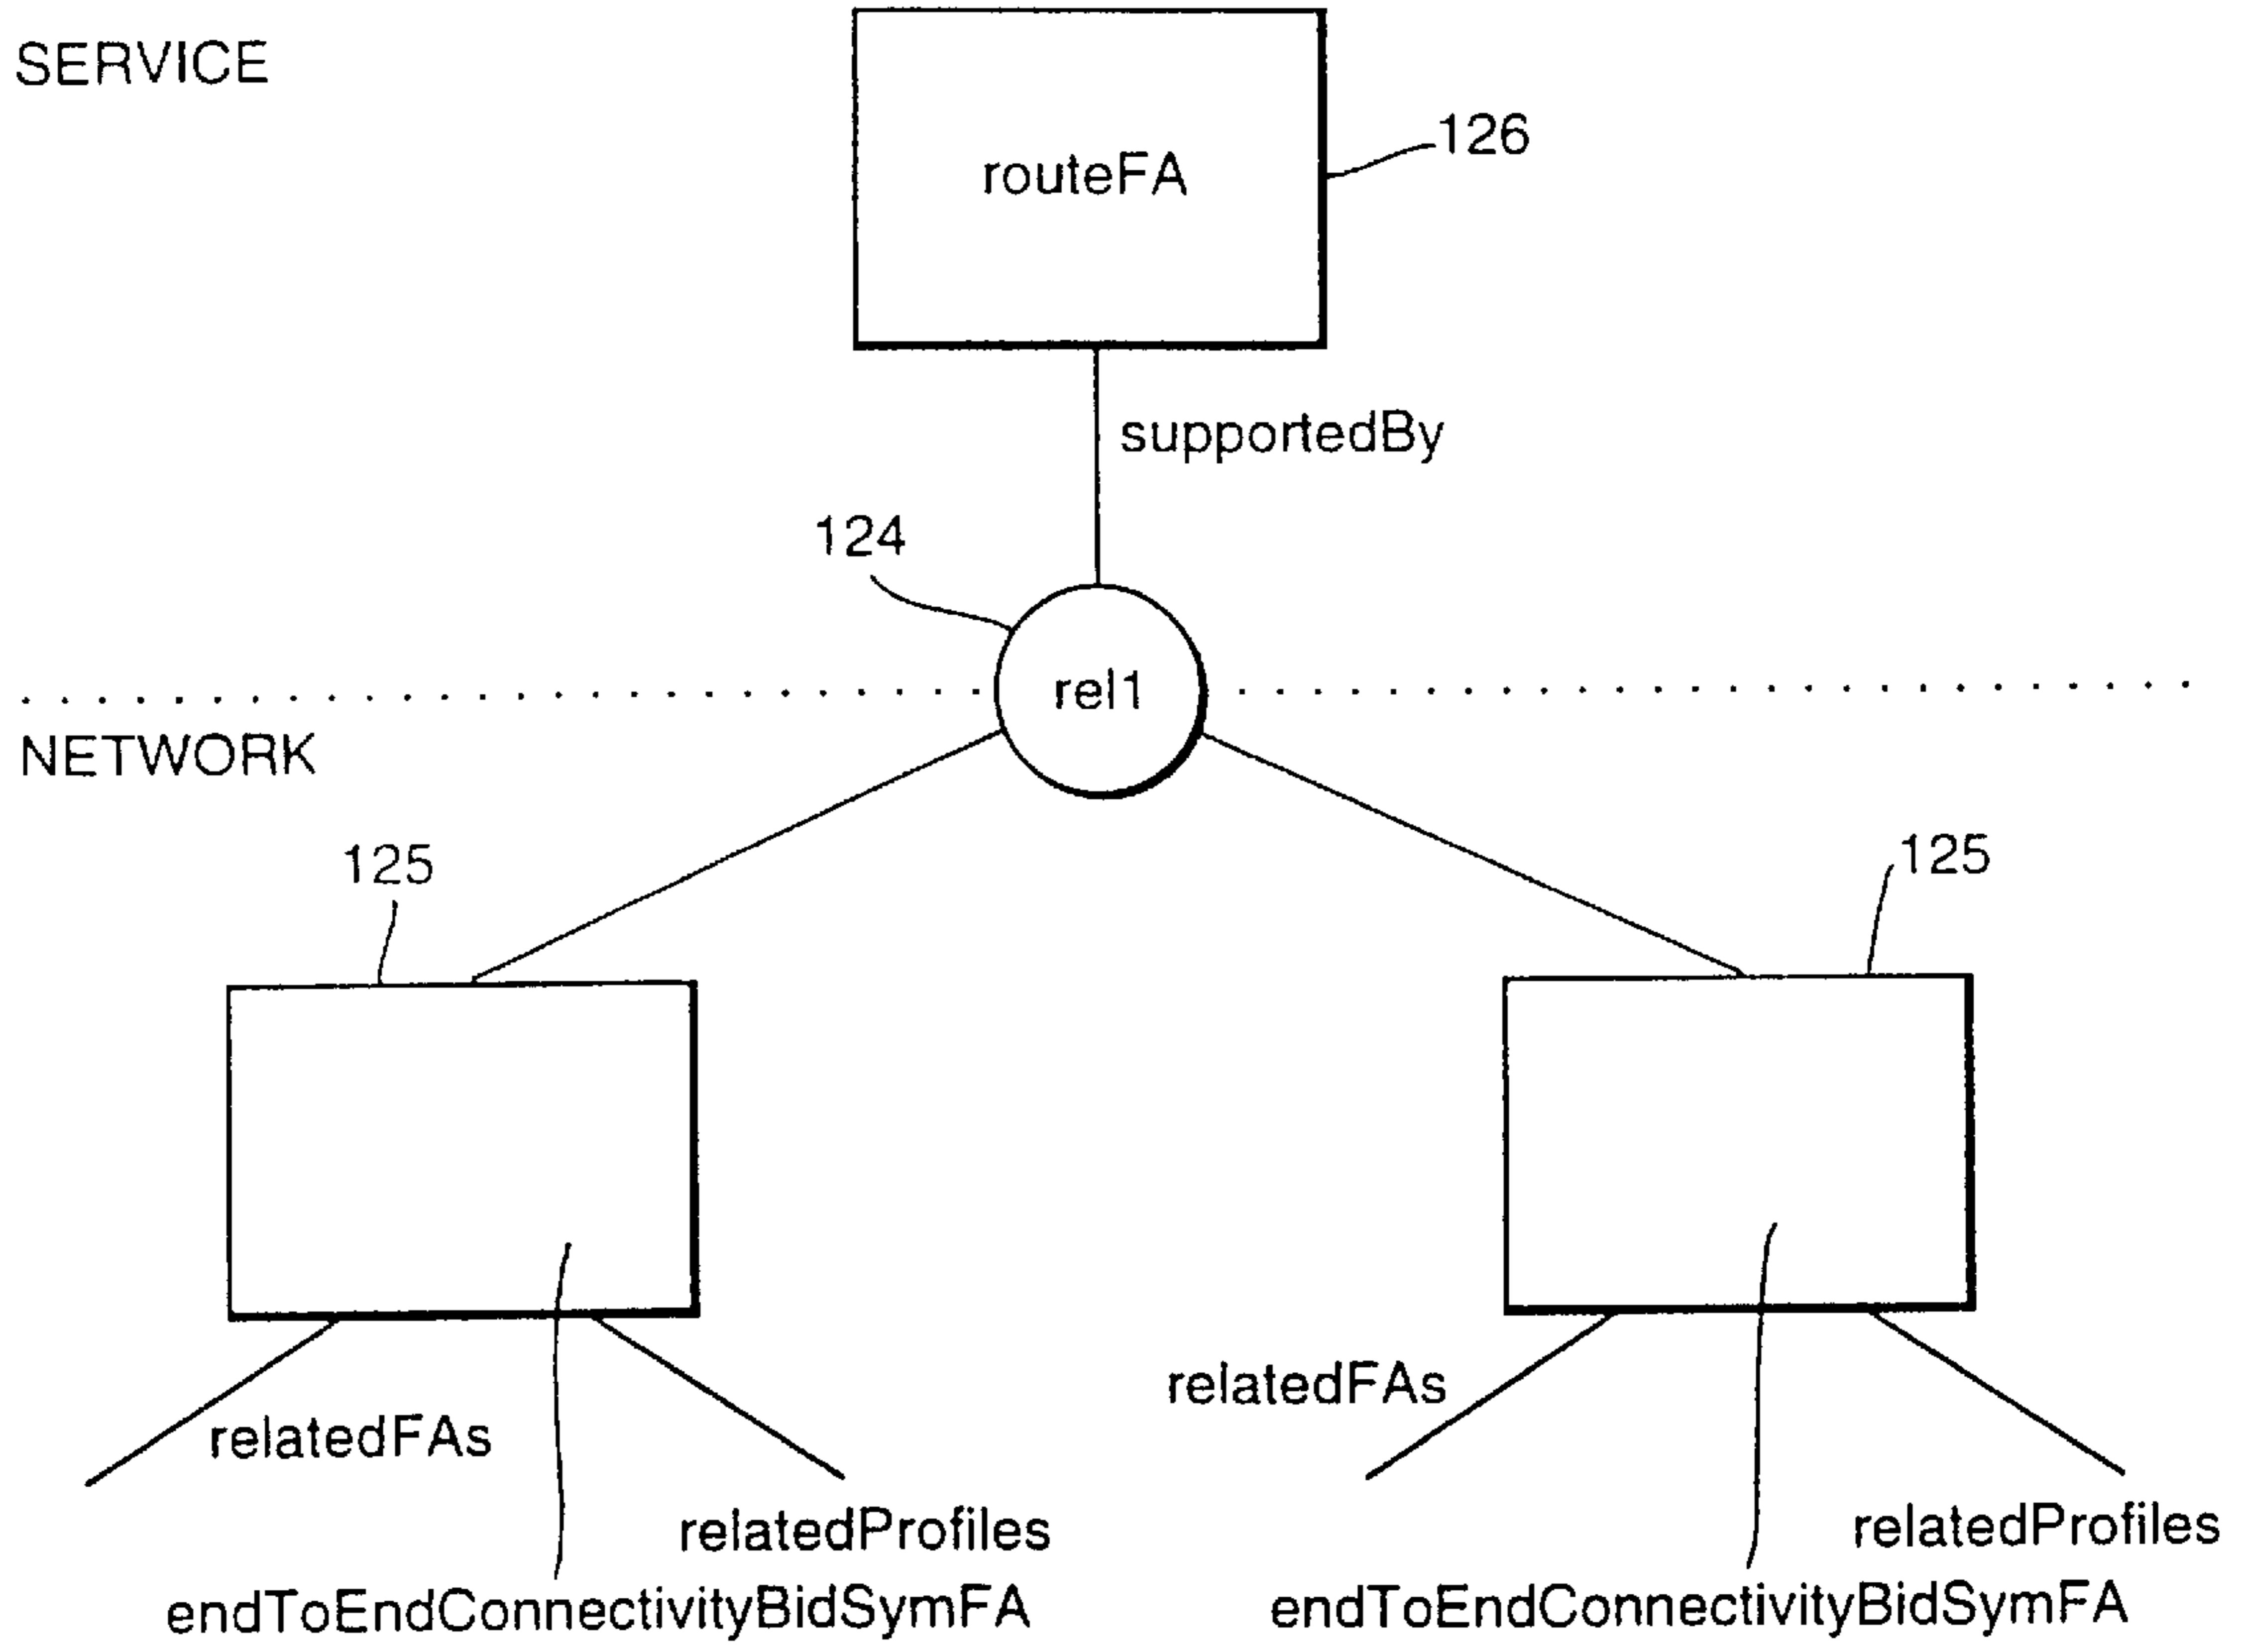 SERVICE
routeFA
126
supportedBy
124
rel1
NETWORK
125
125
relatedFAs
relatedFAs
relatedProfiles
relatedProfiles
endToEndConnectivityBidSymFA
endToEndConnectivityBidSymFA